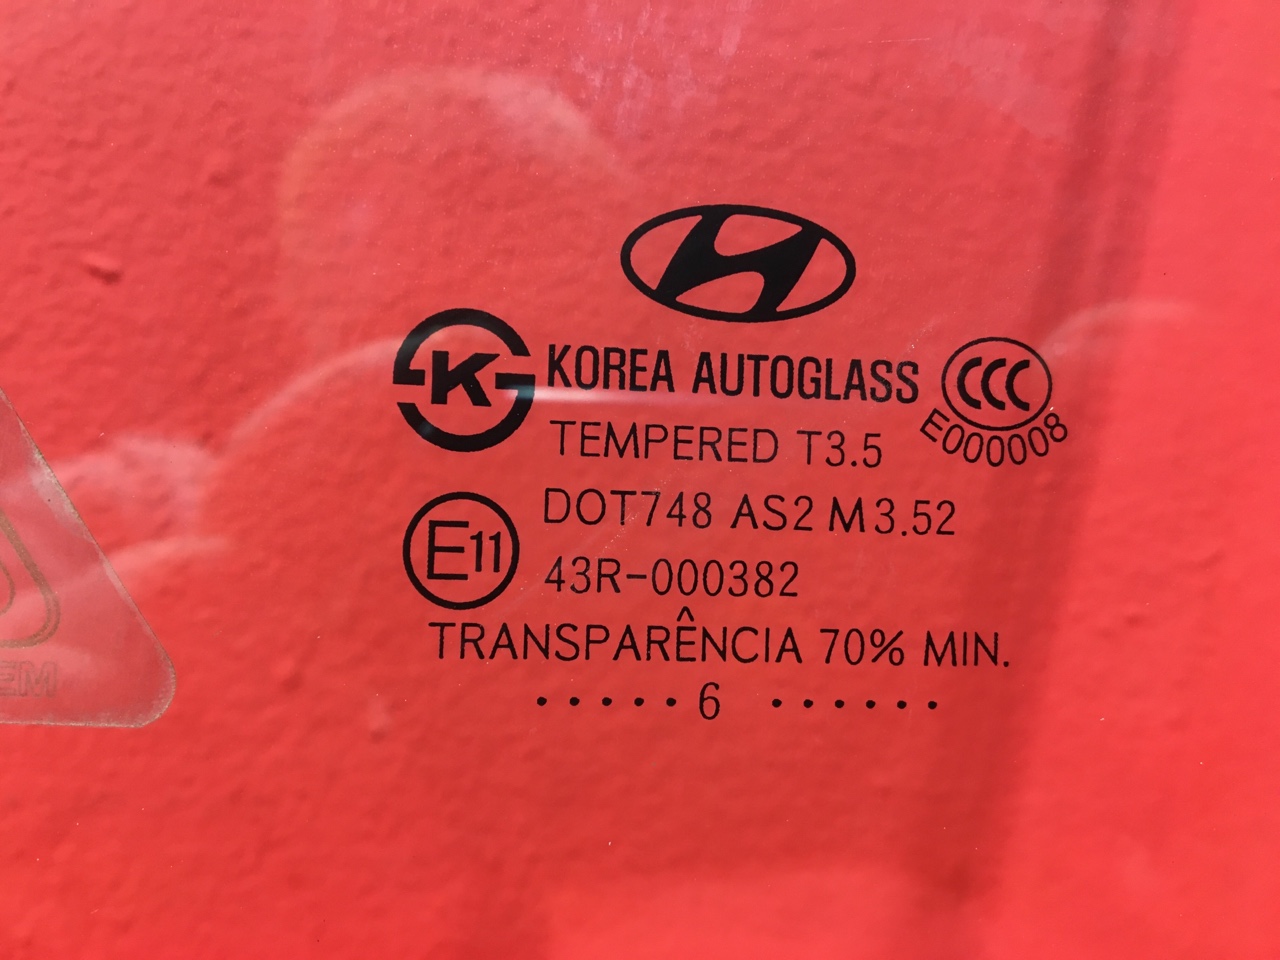 K KOREA AUTOGLASS CCC
E000008
TEMPERED T3.5
DOT748 AS2 M3.52
E11 43R-000382
TRANSPARÊNCIA 70% MIN.
.....6 ......